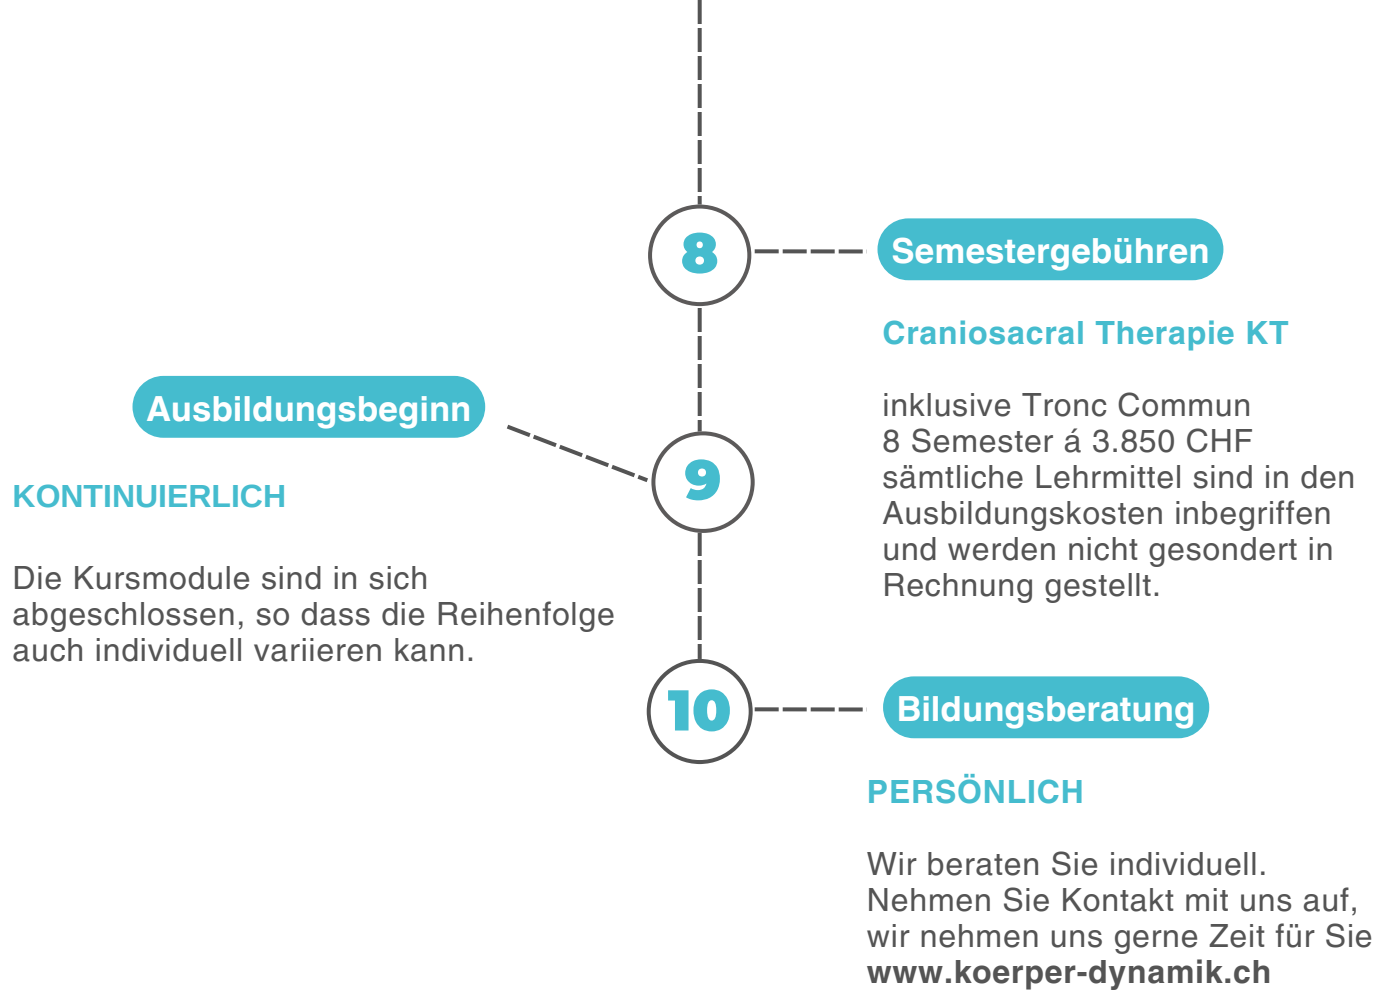 8
Semestergebühren
Craniosacral Therapie KT
inklusive Tronc Commun
8 Semester á 3.850 CHF
sämtliche Lehrmittel sind in den
Ausbildungskosten inbegriffen
und werden nicht gesondert in
Rechnung gestellt.
Ausbildungsbeginn
9
KONTINUIERLICH
Die Kursmodule sind in sich
abgeschlossen, so dass die Reihenfolge
auch individuell variieren kann.
10
Bildungsberatung
PERSÖNLICH
Wir beraten Sie individuell.
Nehmen Sie Kontakt mit uns auf,
wir nehmen uns gerne Zeit für Sie
www.koerper-dynamik.ch